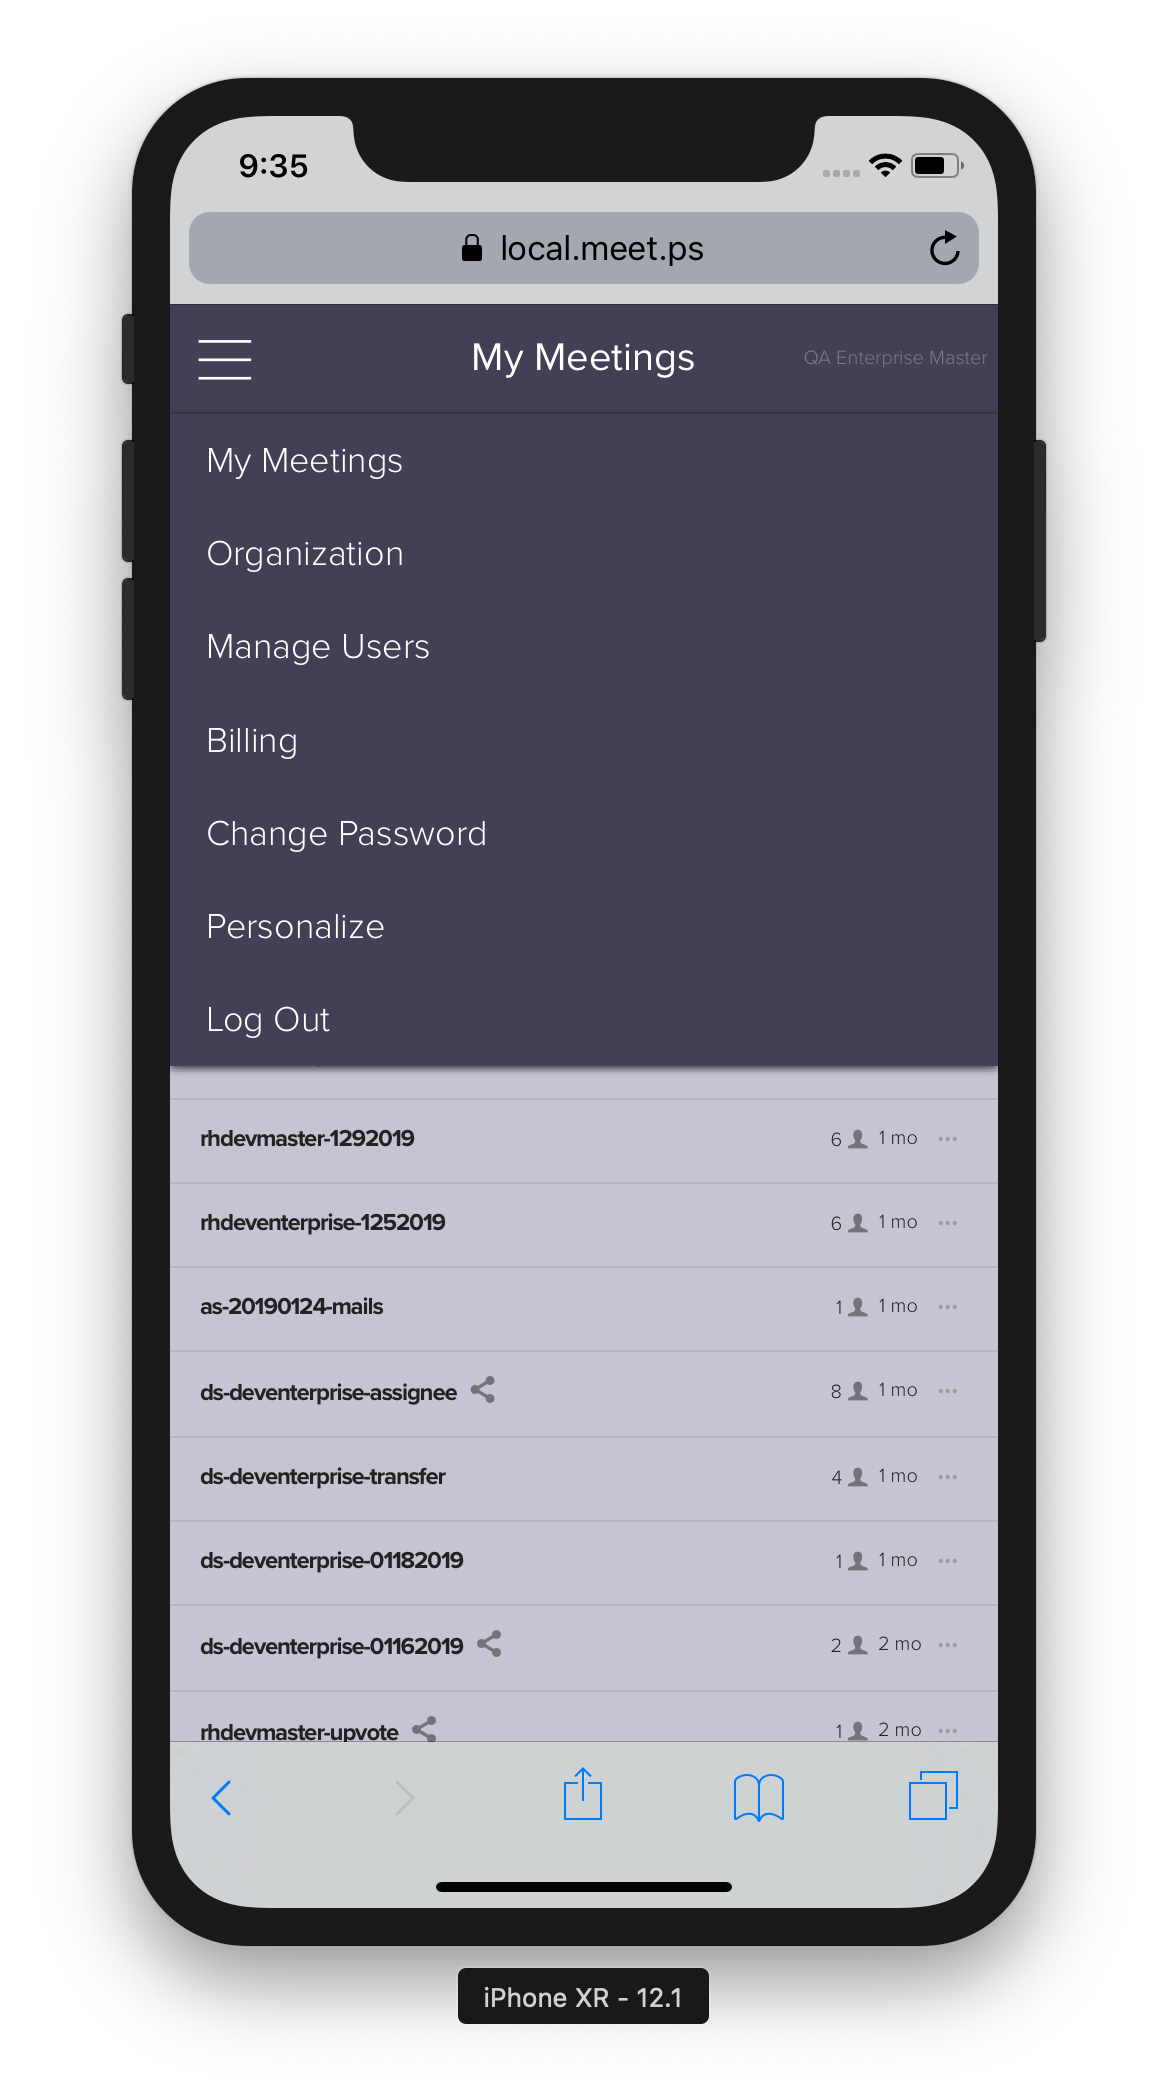 9:35
local.meet.ps
My Meetings
QA Enterprise Master
My Meetings
Organization
Manage Users
Billing
Change Password
Personalize
Log Out
rhdevmaster-1292019 6 1 mo ...
rhdeventerprise-1252019 6 1 mo ...
as-20190124-mails 1 1 mo ...
ds-deventerprise-assignee 8 1 mo ...
ds-deventerprise-transfer 4 1 mo ...
ds-deventerprise-01182019 1 1 mo ...
ds-deventerprise-01162019 2 2 mo ...
rhdevmaster-upvote 1 2 mo ...
iPhone XR - 12.1